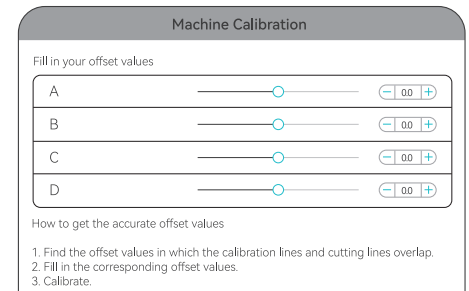 Machine Calibration
Fill in your offset values
A − 0.0 +
B − 0.0 +
C − 0.0 +
D − 0.0 +
How to get the accurate offset values
1. Find the offset values in which the calibration lines and cutting lines overlap.
2. Fill in the corresponding offset values.
3. Calibrate.